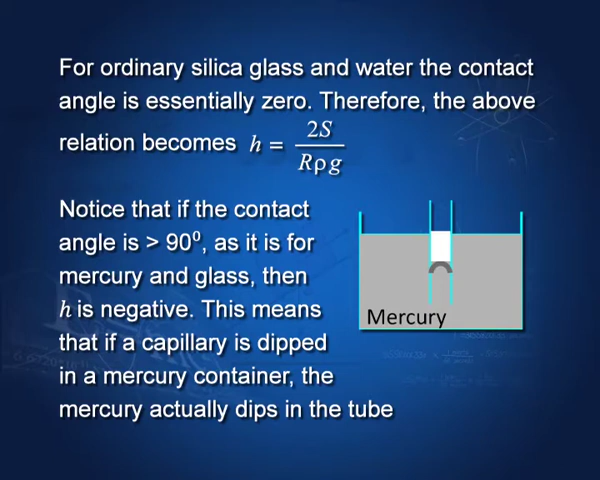 For ordinary silica glass and water the contact
angle is essentially zero. Therefore, the above
relation becomes h = 2S / Rρg
Notice that if the contact
angle is > 90⁰, as it is for
mercury and glass, then
h is negative. This means
that if a capillary is dipped
in a mercury container, the
mercury actually dips in the tube
Mercury